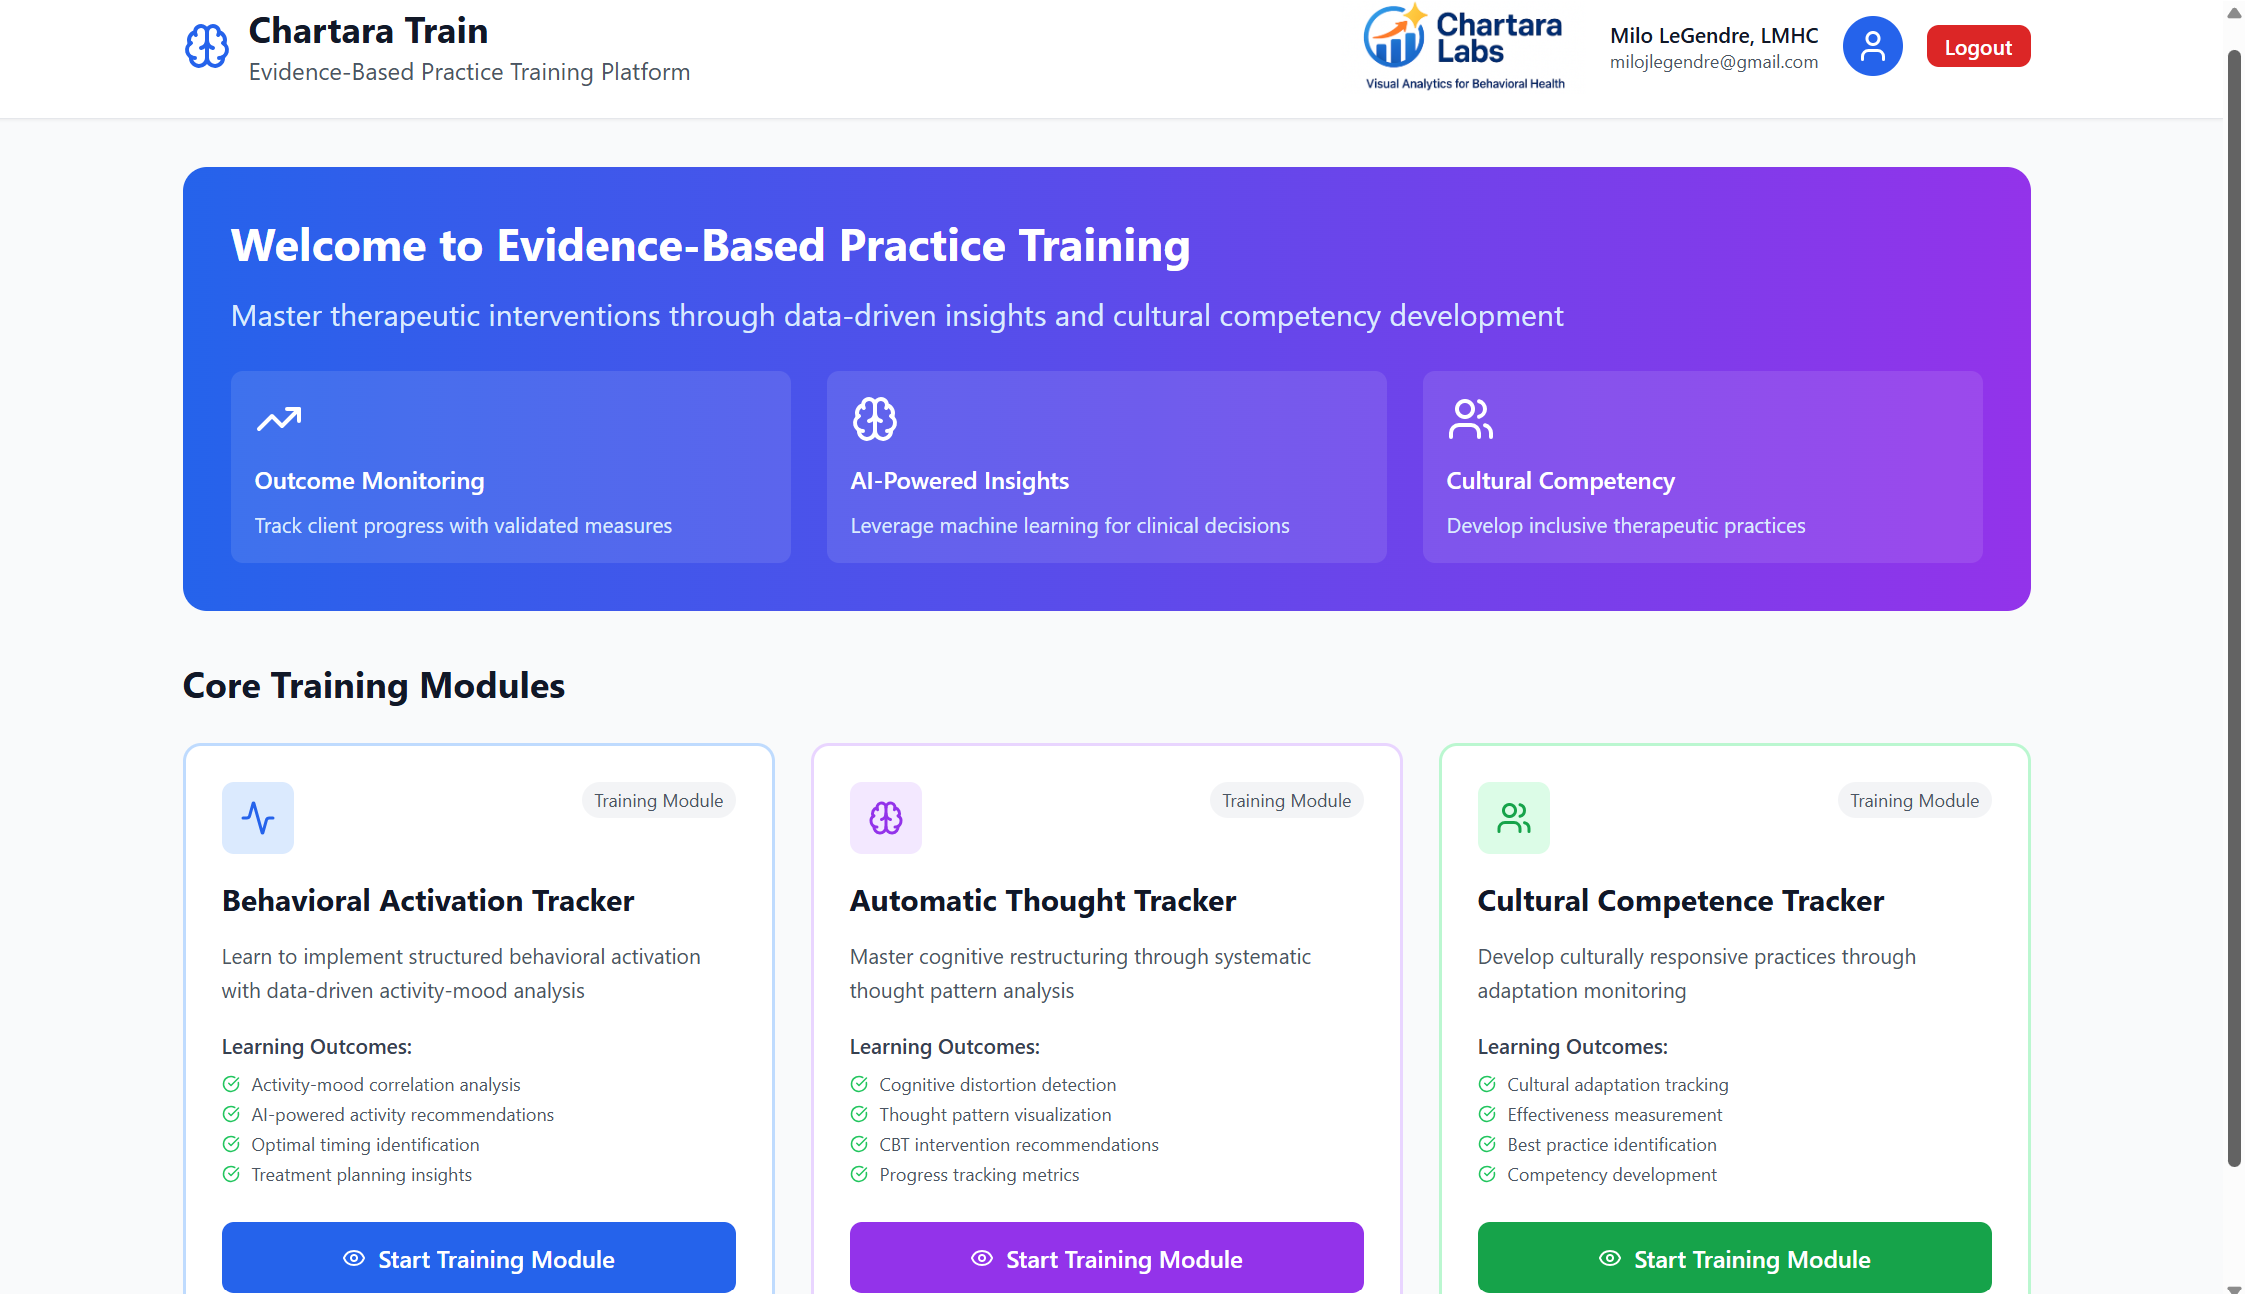 Chartara Train
Evidence-Based Practice Training Platform
Chartara
Labs
Visual Analytics for Behavioral Health
Milo LeGendre, LMHC
milojlegendre@gmail.com
Logout
Welcome to Evidence-Based Practice Training
Master therapeutic interventions through data-driven insights and cultural competency development
Outcome Monitoring
Track client progress with validated measures
AI-Powered Insights
Leverage machine learning for clinical decisions
Cultural Competency
Develop inclusive therapeutic practices
Core Training Modules
Training Module
Behavioral Activation Tracker
Learn to implement structured behavioral activation
with data-driven activity-mood analysis
Learning Outcomes:
Activity-mood correlation analysis
AI-powered activity recommendations
Optimal timing identification
Treatment planning insights
Start Training Module
Training Module
Automatic Thought Tracker
Master cognitive restructuring through systematic
thought pattern analysis
Learning Outcomes:
Cognitive distortion detection
Thought pattern visualization
CBT intervention recommendations
Progress tracking metrics
Start Training Module
Training Module
Cultural Competence Tracker
Develop culturally responsive practices through
adaptation monitoring
Learning Outcomes:
Cultural adaptation tracking
Effectiveness measurement
Best practice identification
Competency development
Start Training Module